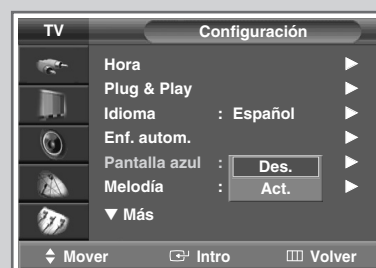 TV Configuración
Hora ►
Plug & Play ►
Idioma : Español ►
Enf. autom. ►
Pantalla azul : Des. ►
Melodía : Act. ►
▼ Más
Mover Intro Volver